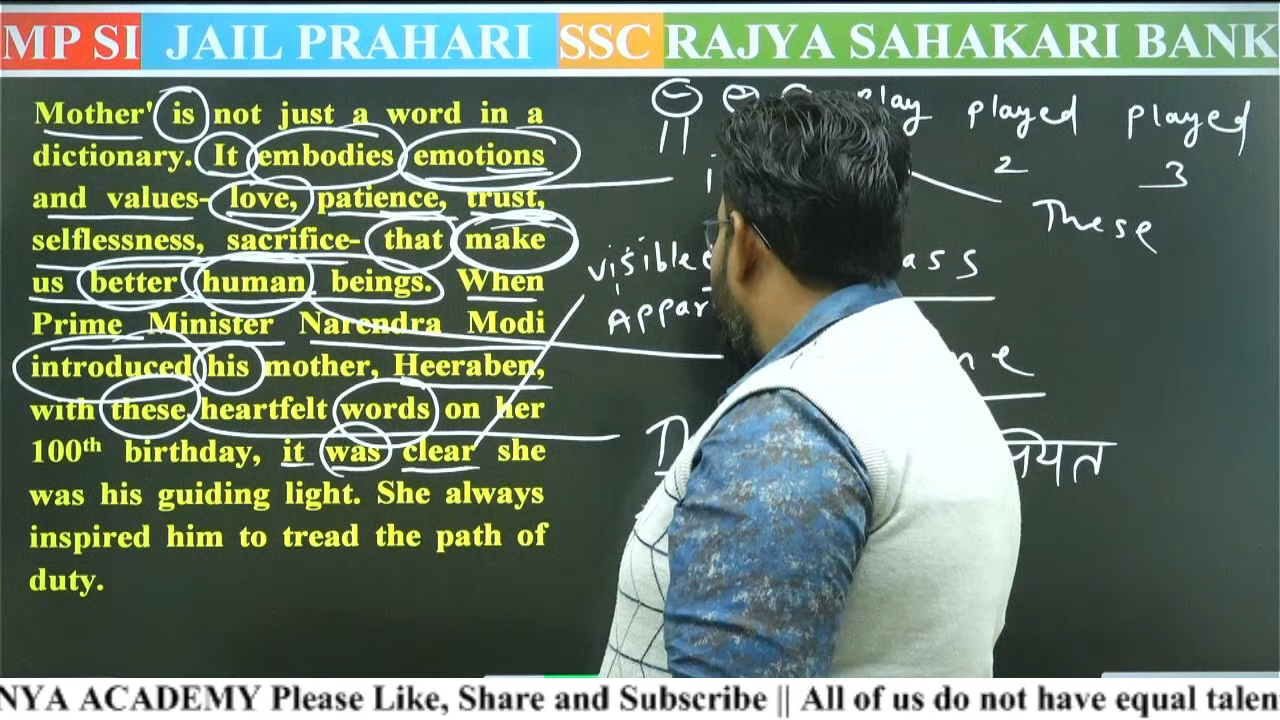 MP SI JAIL PRAHARI SSC RAJYA SAHAKARI BANK
Mother' is not just a word in a
dictionary. It embodies emotions
and values- love, patience, trust,
selflessness, sacrifice- that make
us better human beings. When
Prime Minister Narendra Modi
introduced his mother, Heeraben,
with these heartfelt words on her
100th birthday, it was clear she
was his guiding light. She always
inspired him to tread the path of
duty.
play played played
2 3
These
visible
NYA ACADEMY Please Like, Share and Subscribe || All of us do not have equal talen